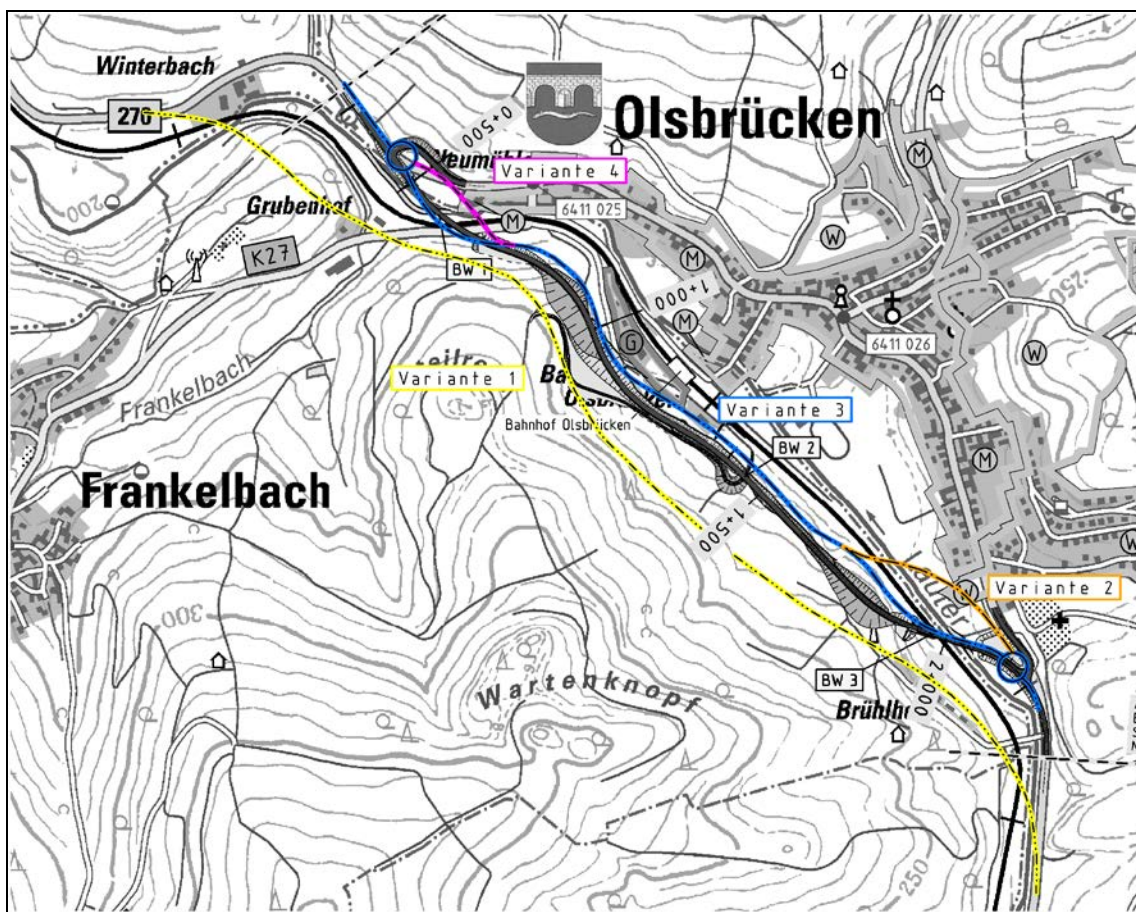 Winterbach
270
Olsbrücken
0+500
Variante 4
6411 025
M
Grubenhof
K27
BW 1
W
M
250
1+000
M
M
G
6411 026
W
200
Frankelbach
Variante 1
Variante 3
Bahnhof Olsbrücken
BW 2
M
Frankelbach
1+500
W
Variante 2
W
300
BW 3
2+000
Wartenknopf
250